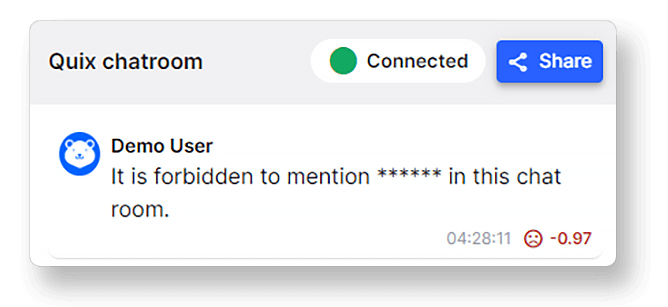 Quix chatroom
Connected
Share
Demo User
It is forbidden to mention ****** in this chat
room.
04:28:11 -0.97